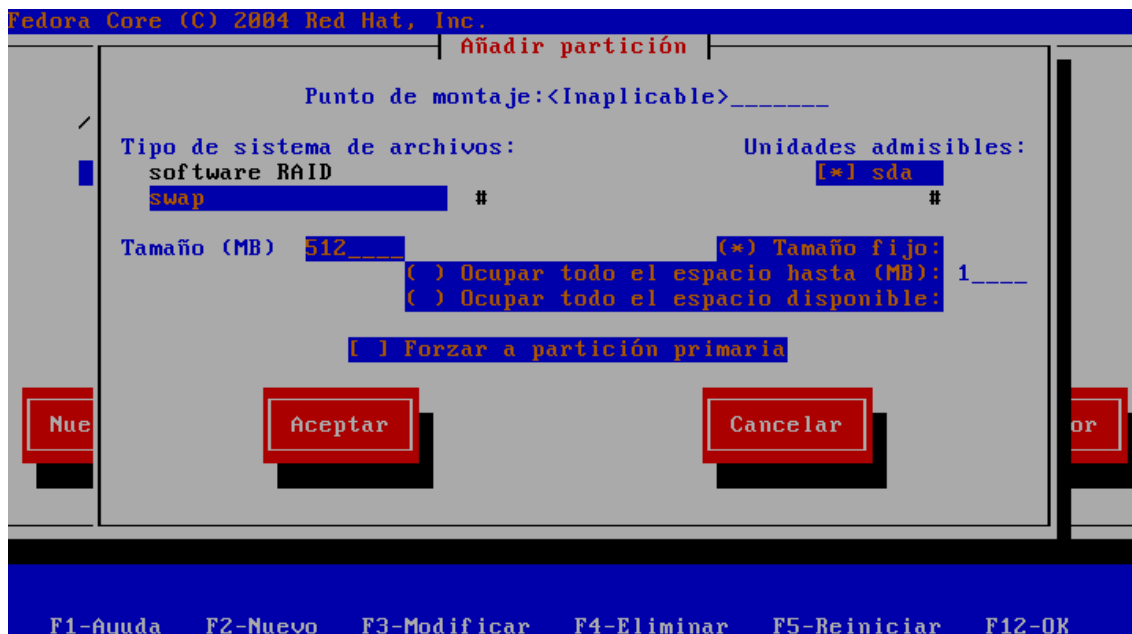 Fedora Core (C) 2004 Red Hat, Inc.
Añadir partición
Punto de montaje:<Inaplicable>_______
/
Tipo de sistema de archivos: Unidades admisibles:
software RAID [*] sda
swap # #
Tamaño (MB) 512____ (*) Tamaño fijo:
( ) Ocupar todo el espacio hasta (MB): 1____
( ) Ocupar todo el espacio disponible:
[ ] Forzar a partición primaria
Nue Aceptar Cancelar or
F1-Ayuda F2-Nuevo F3-Modificar F4-Eliminar F5-Reiniciar F12-OK